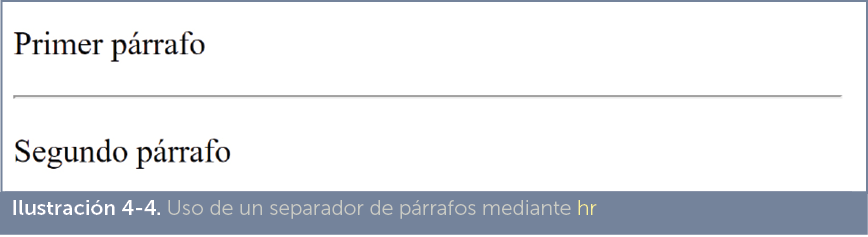 Primer párrafo
Segundo párrafo
Ilustración 4-4. Uso de un separador de párrafos mediante hr